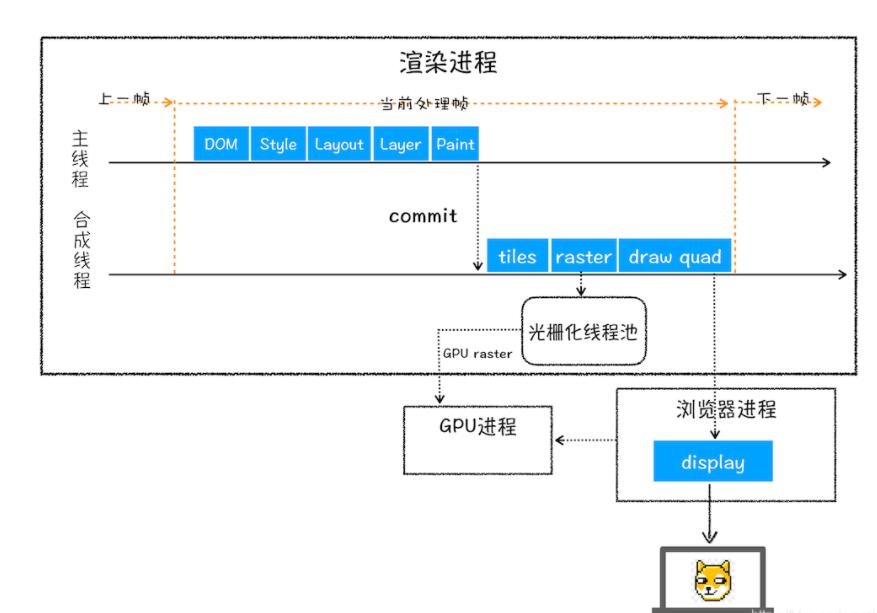 渲染进程
上一帧
当前处理帧
下一帧
主线程
DOM
Style
Layout
Layer
Paint
commit
合成线程
tiles
raster
draw quad
光栅化线程池
GPU raster
GPU进程
浏览器进程
display